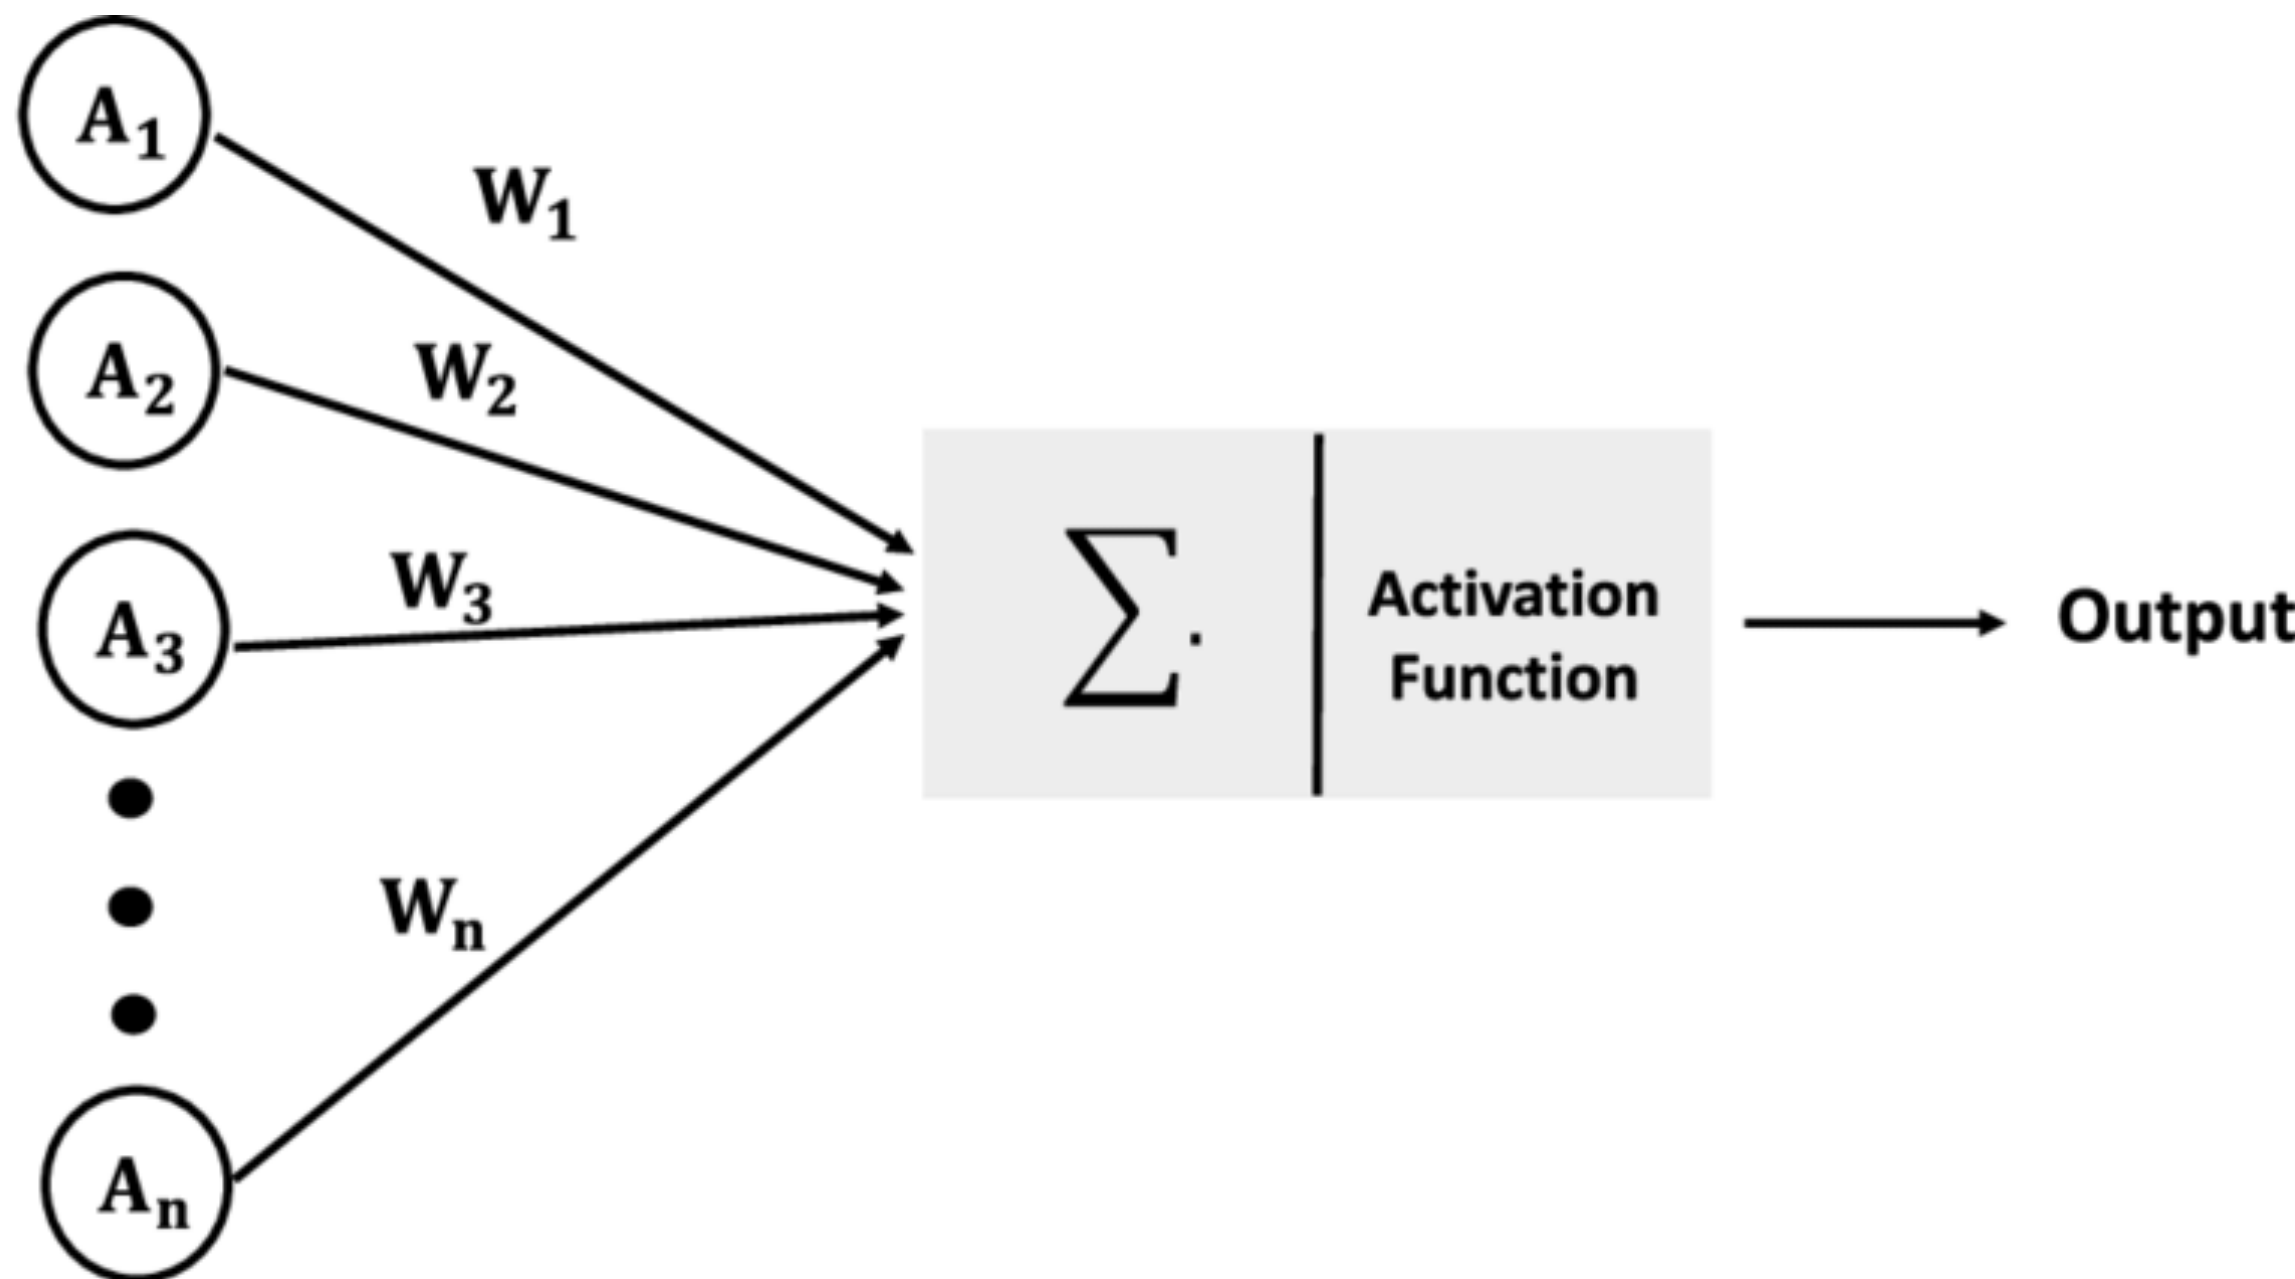 A₁
W₁
A₂
W₂
A₃
W₃
∑.
Activation
Function
Output
Wₙ
Aₙ